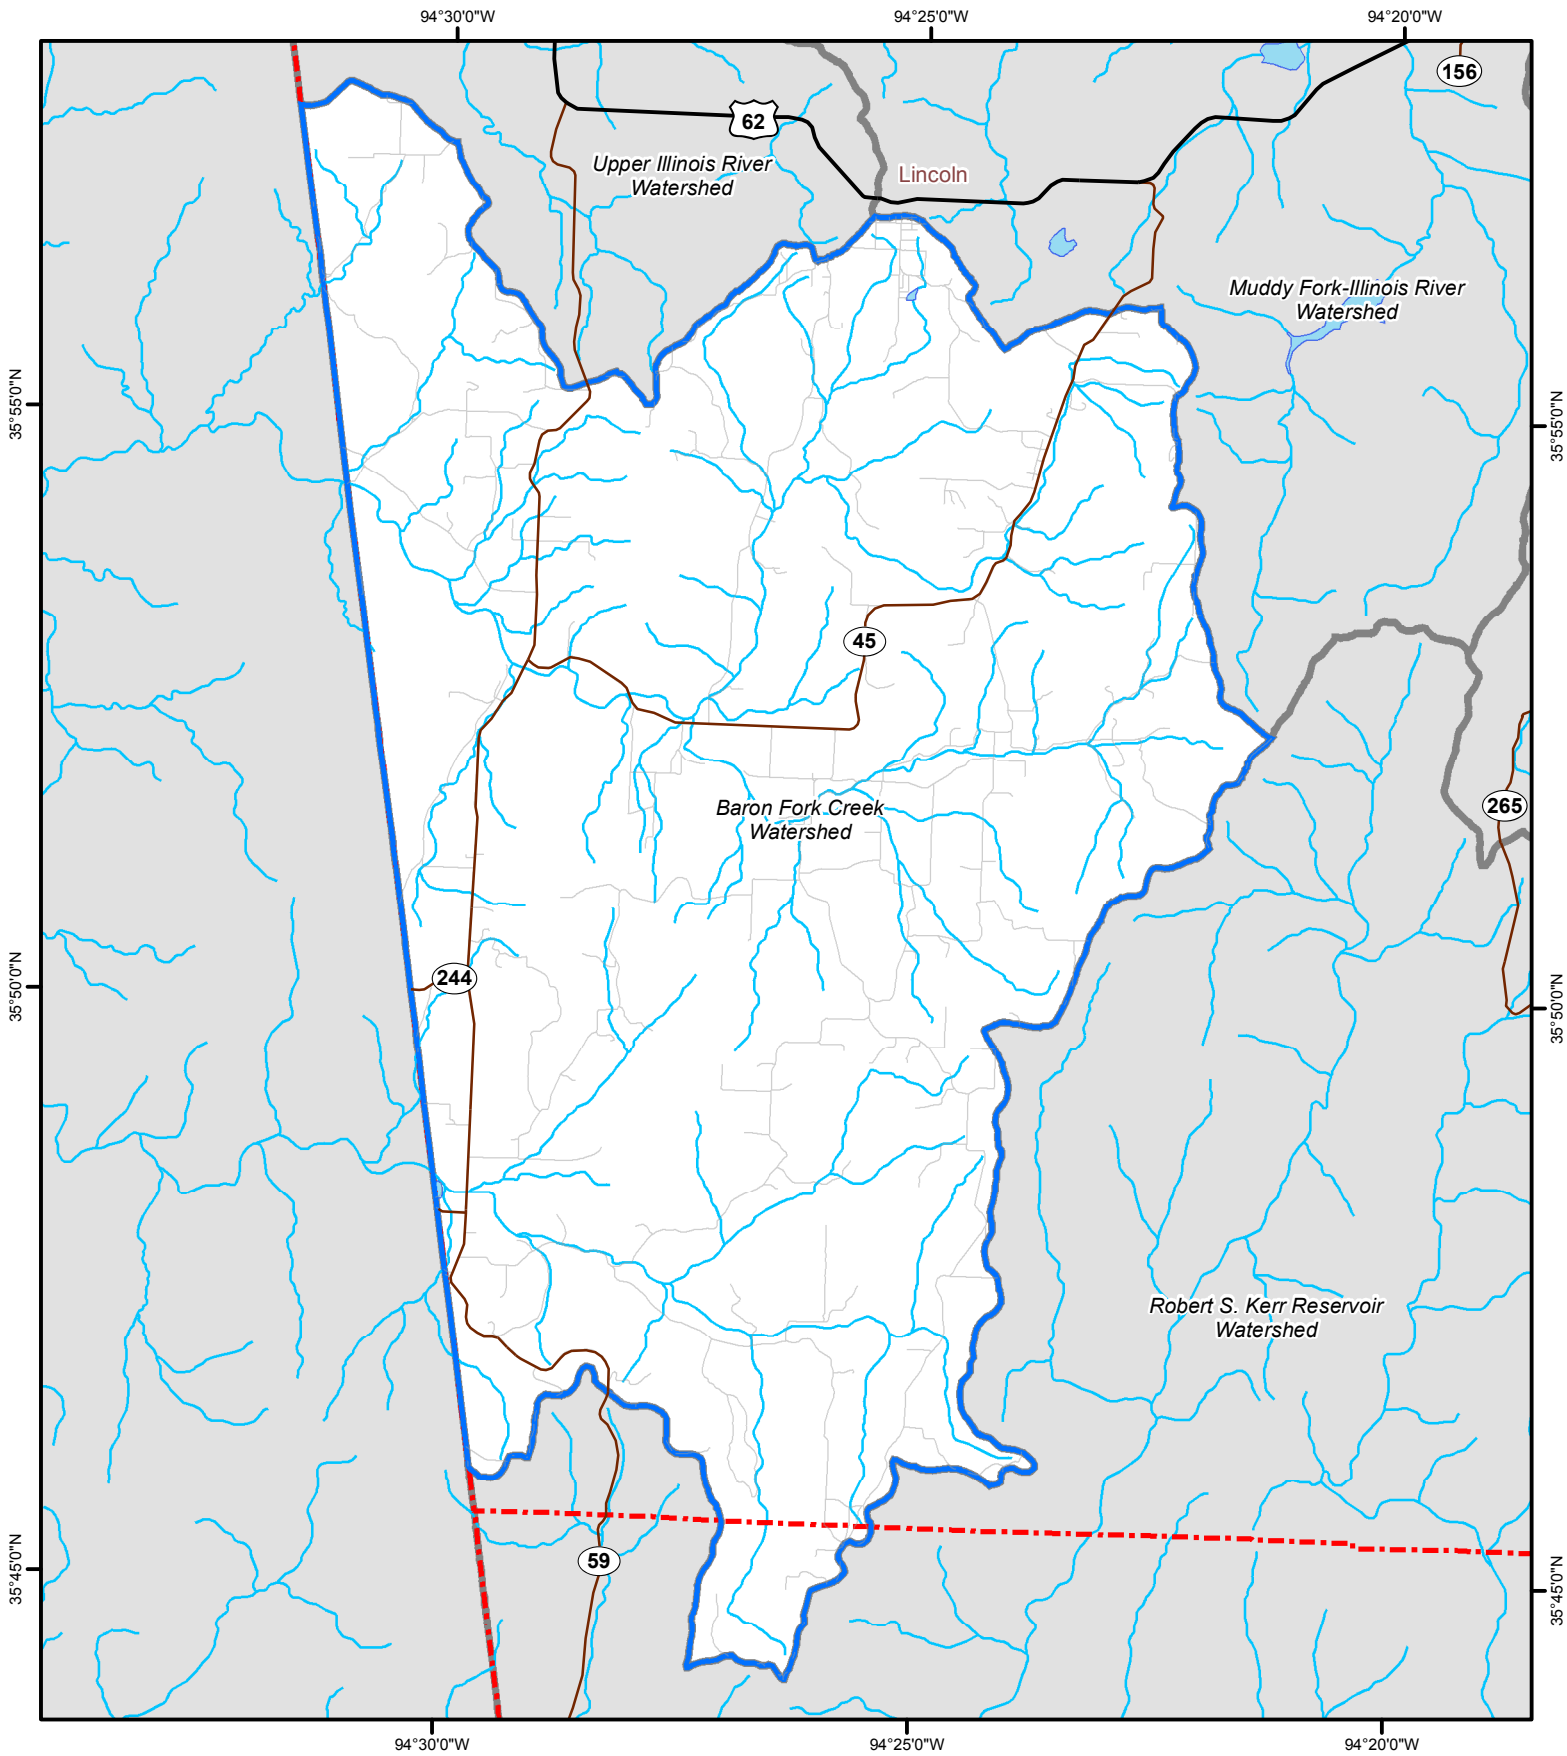 94°30'0"W
94°25'0"W
94°20'0"W
156
62
Upper Illinois River
Watershed
Lincoln
Muddy Fork-Illinois River
Watershed
35°55'0"N
35°55'0"N
45
Baron Fork Creek
Watershed
265
244
35°50'0"N
35°50'0"N
Robert S. Kerr Reservoir
Watershed
59
35°45'0"N
35°45'0"N
94°30'0"W
94°25'0"W
94°20'0"W